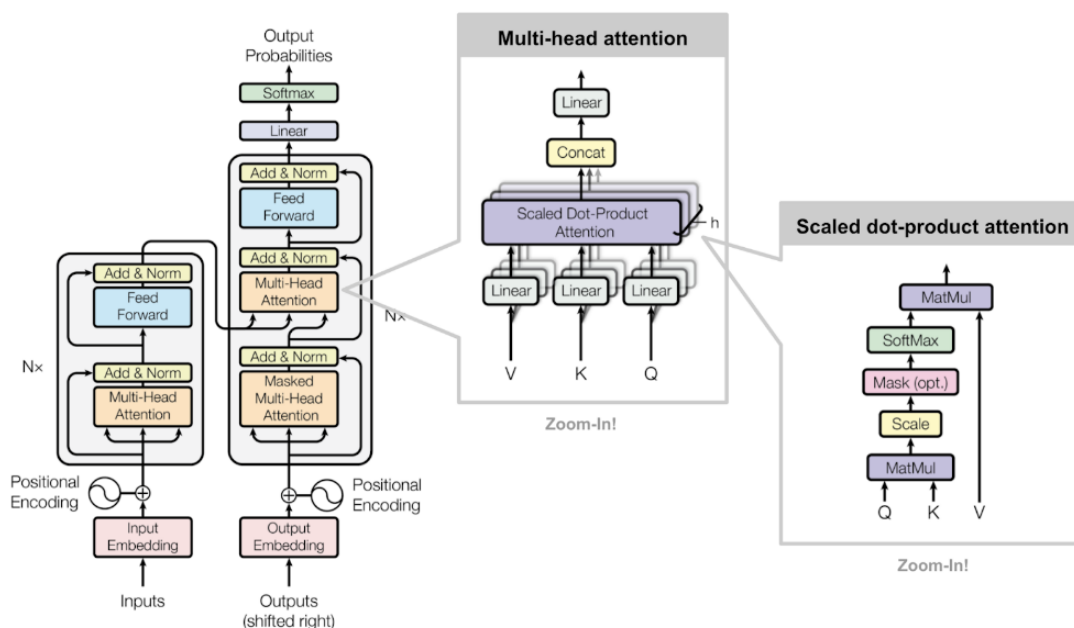 Output
Probabilities
Softmax
Linear
Add & Norm
Feed
Forward
Add & Norm
Multi-Head
Attention
Add & Norm
Masked
Multi-Head
Attention
Nx
Add & Norm
Feed
Forward
Add & Norm
Multi-Head
Attention
Nx
Positional
Encoding
Positional
Encoding
Input
Embedding
Output
Embedding
Inputs
Outputs
(shifted right)
Multi-head attention
Linear
Concat
Scaled Dot-Product
Attention
h
Linear
Linear
Linear
V
K
Q
Zoom-In!
Scaled dot-product attention
MatMul
SoftMax
Mask (opt.)
Scale
MatMul
Q
K
V
Zoom-In!